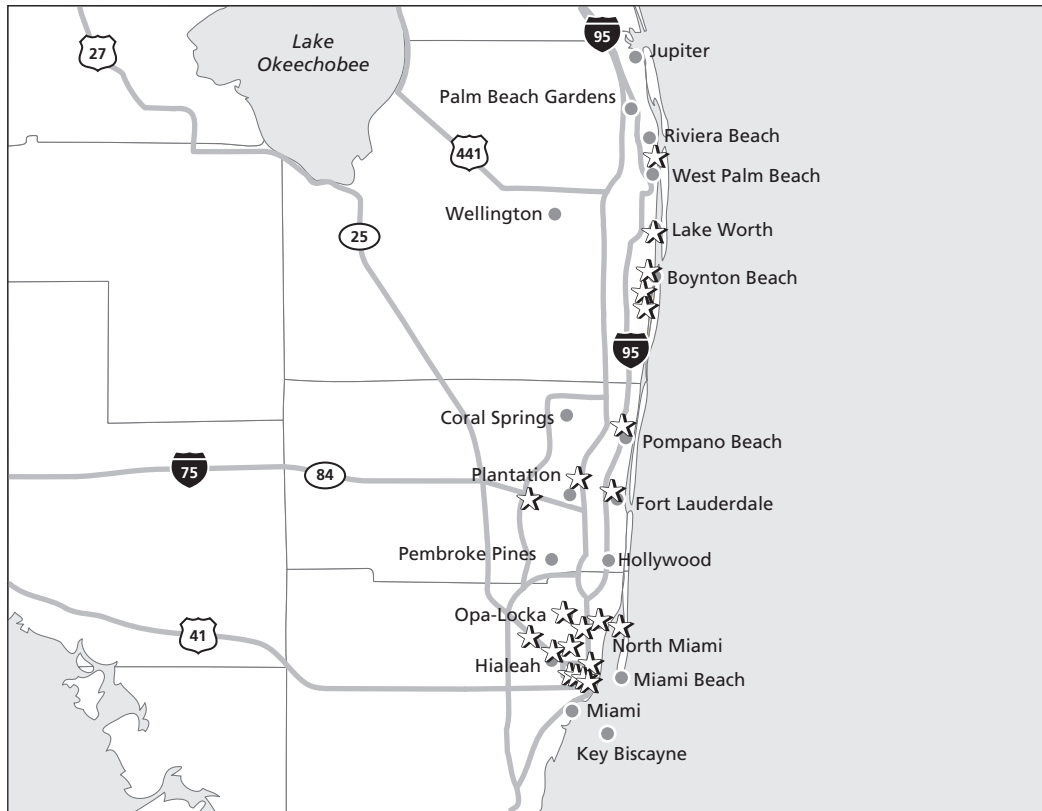 Lake
Okeechobee
27
95
Jupiter
Palm Beach Gardens
Riviera Beach
441
West Palm Beach
Wellington
Lake Worth
25
Boynton Beach
95
Coral Springs
Pompano Beach
75
84
Plantation
Fort Lauderdale
Pembroke Pines
Hollywood
Opa-Locka
41
North Miami
Hialeah
Miami Beach
Miami
Key Biscayne